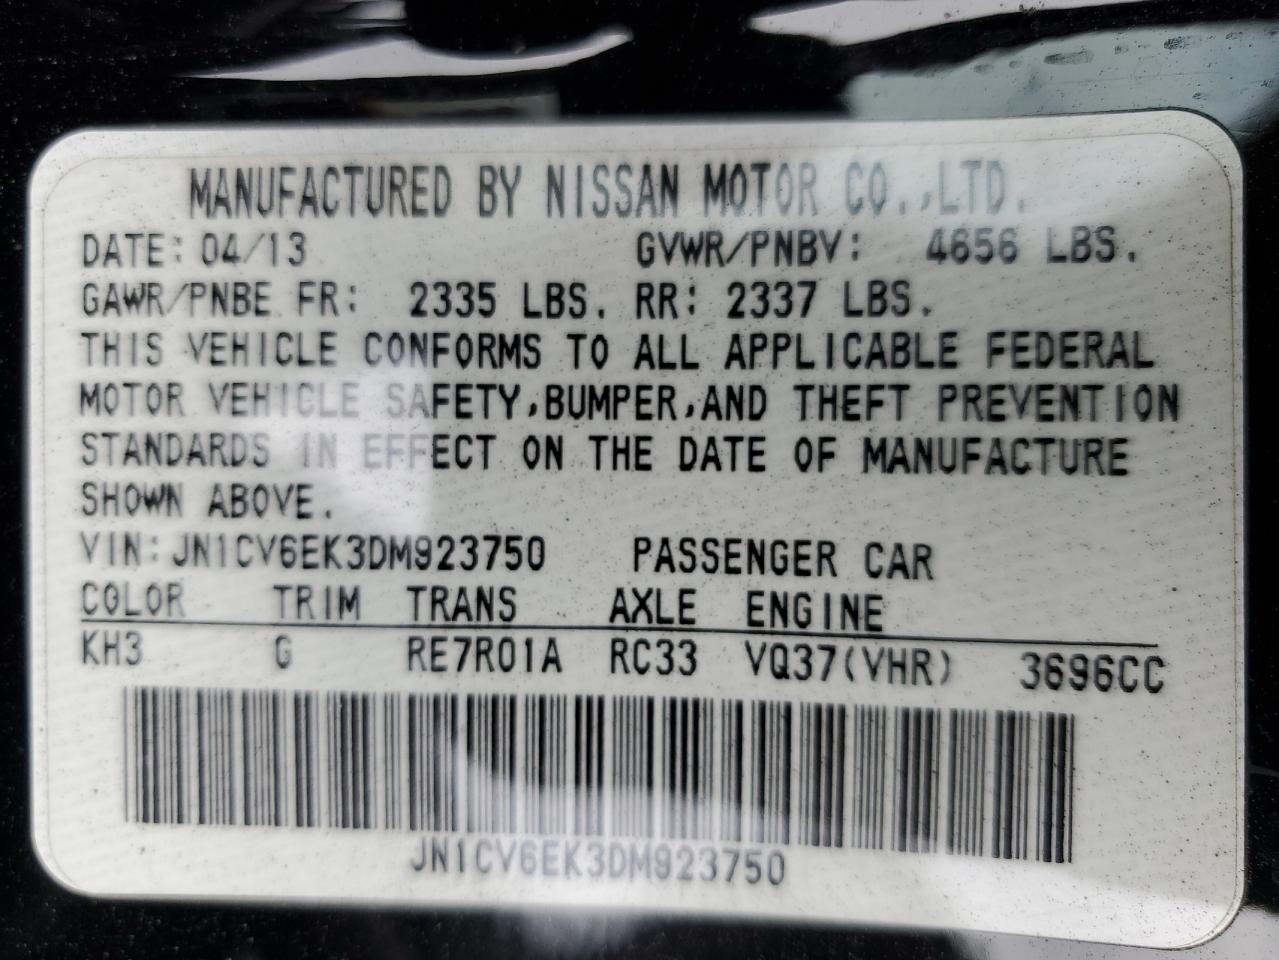 MANUFACTURED BY NISSAN MOTOR CO.,LTD.
DATE: 04/13 GVWR/PNBV: 4656 LBS.
GAWR/PNBE FR: 2335 LBS. RR: 2337 LBS.
THIS VEHICLE CONFORMS TO ALL APPLICABLE FEDERAL
MOTOR VEHICLE SAFETY,BUMPER,AND THEFT PREVENTION
STANDARDS IN EFFECT ON THE DATE OF MANUFACTURE
SHOWN ABOVE.
VIN: JN1CV6EK3DM923750 PASSENGER CAR
COLOR TRIM TRANS AXLE ENGINE
KH3 G RE7R01A RC33 VQ37(VHR) 3696CC
JN1CV6EK3DM923750